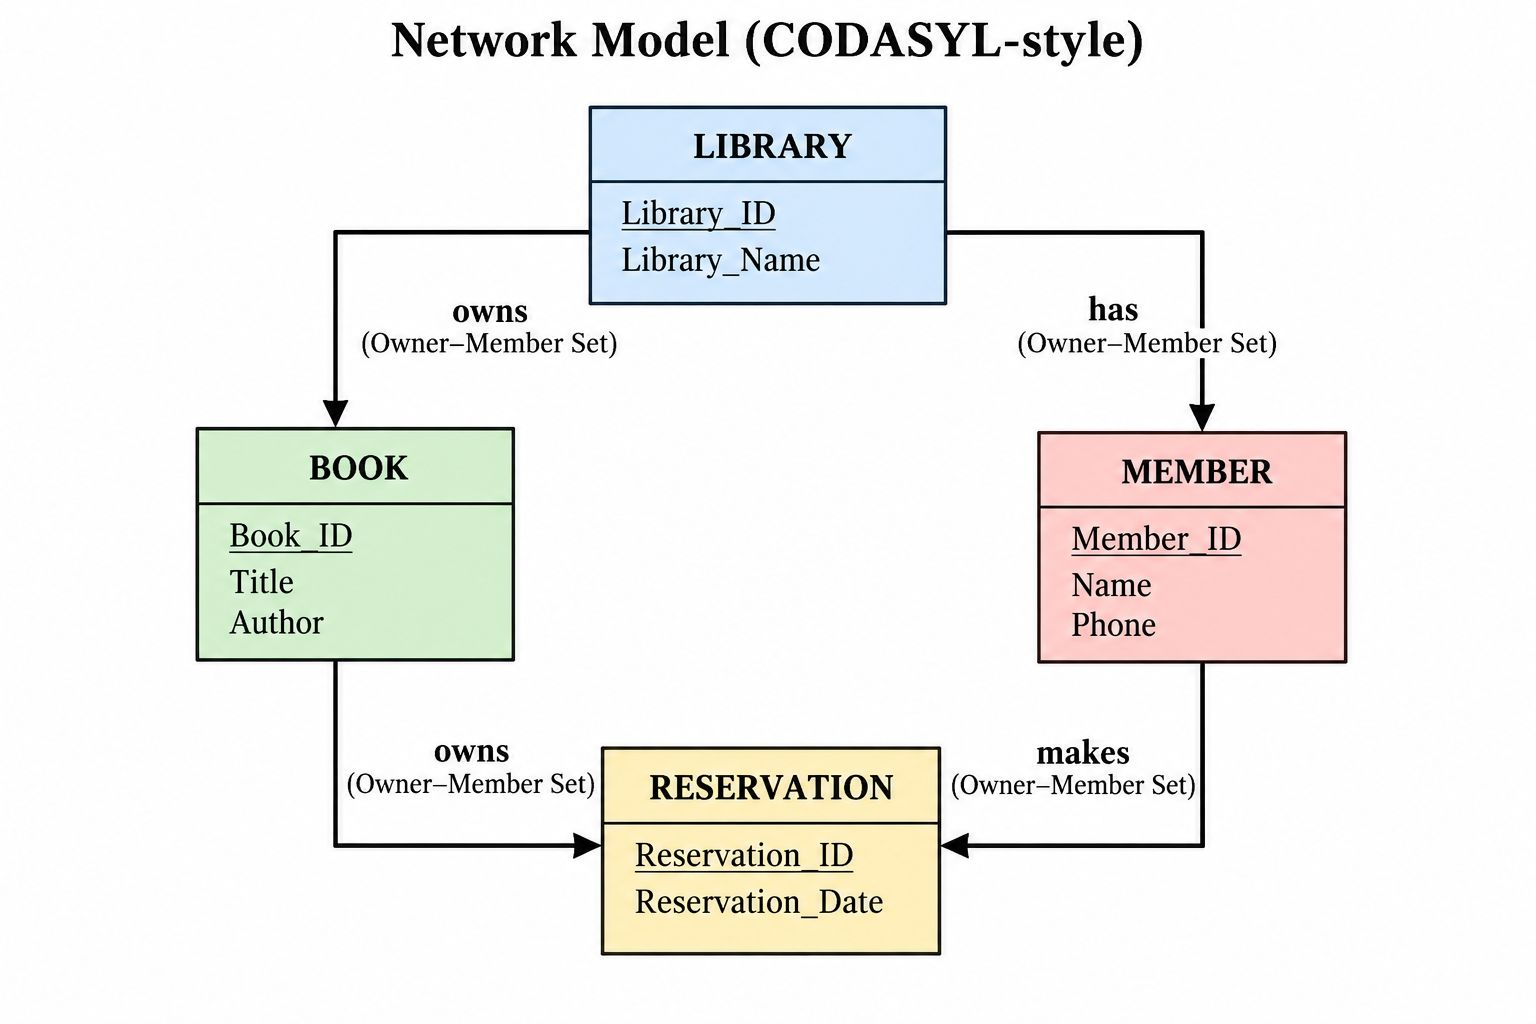 Network Model (CODASYL-style)
LIBRARY
Library_ID
Library_Name
owns
(Owner–Member Set)
has
(Owner–Member Set)
BOOK
Book_ID
Title
Author
MEMBER
Member_ID
Name
Phone
owns
(Owner–Member Set)
makes
(Owner–Member Set)
RESERVATION
Reservation_ID
Reservation_Date